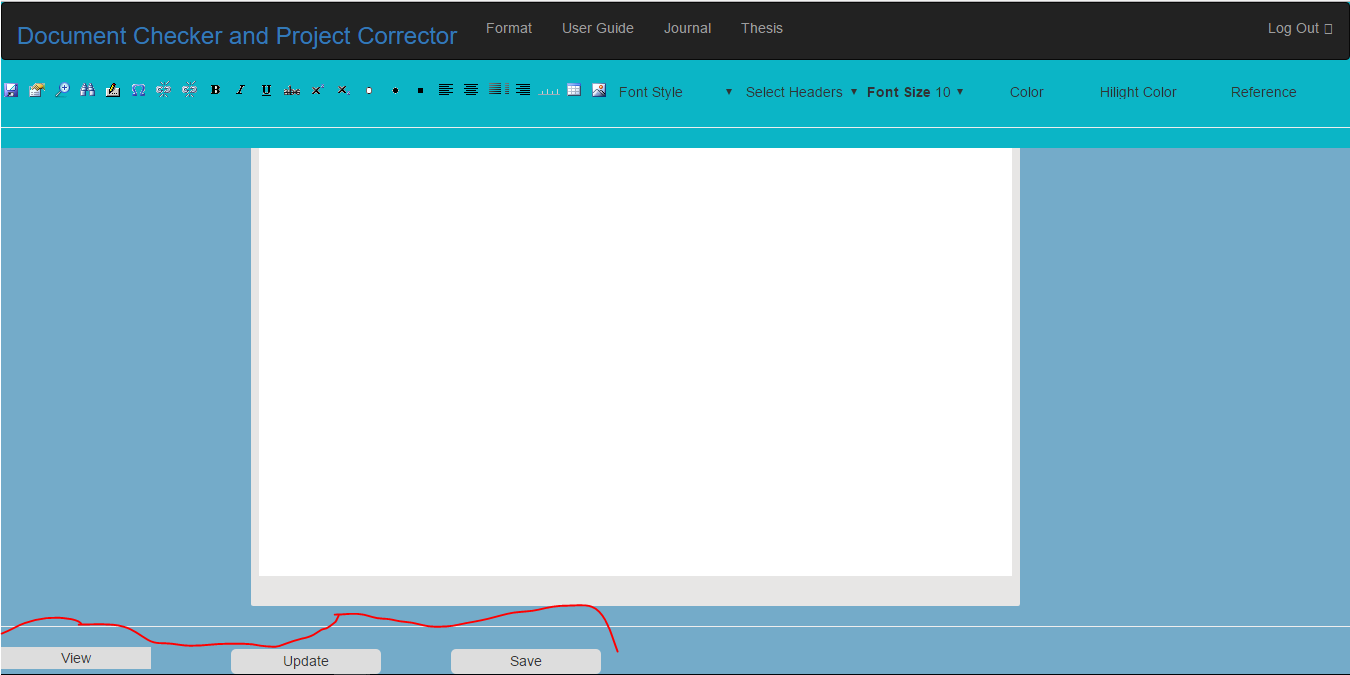 Document Checker and Project Corrector Format User Guide Journal Thesis Log Out
B I U abc x x Font Style Select Headers Font Size 10 Color Hilight Color Reference
View Update Save